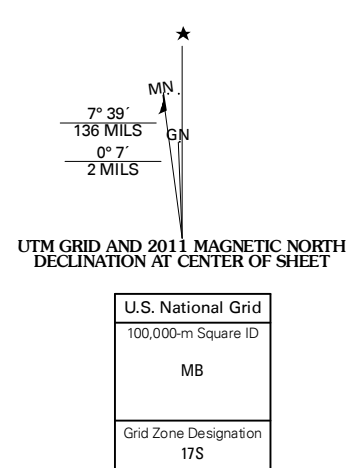 MN
7° 39´
136 MILS
GN
0° 7´
2 MILS
UTM GRID AND 2011 MAGNETIC NORTH
DECLINATION AT CENTER OF SHEET
U.S. National Grid
100,000-m Square ID
MB
Grid Zone Designation
17S